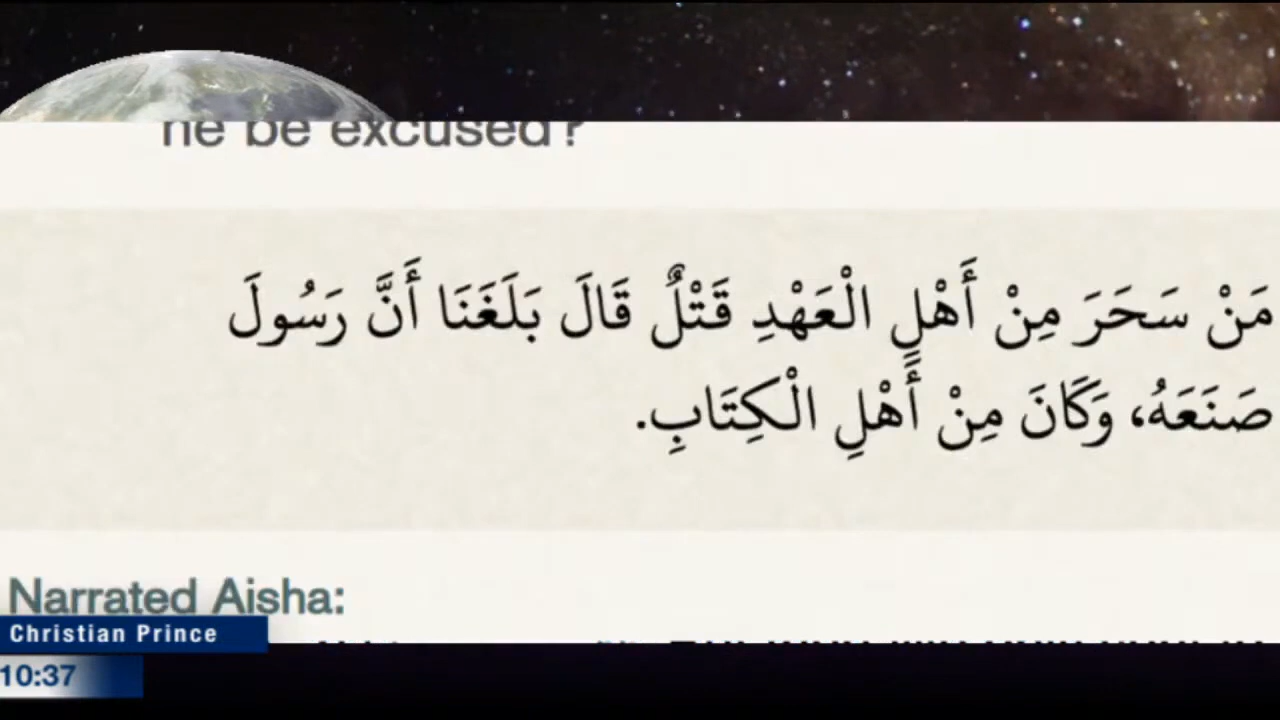 he be excused?
مَنْ سَحَرَ مِنْ أَهْلِ الْعَهْدِ قَتْلٌ قَالَ بَلَغَنَا أَنَّ رَسُولَ
صَنَعَهُ، وَكَانَ مِنْ أَهْلِ الْكِتَابِ.
Narrated Aisha:
Christian Prince
10:37